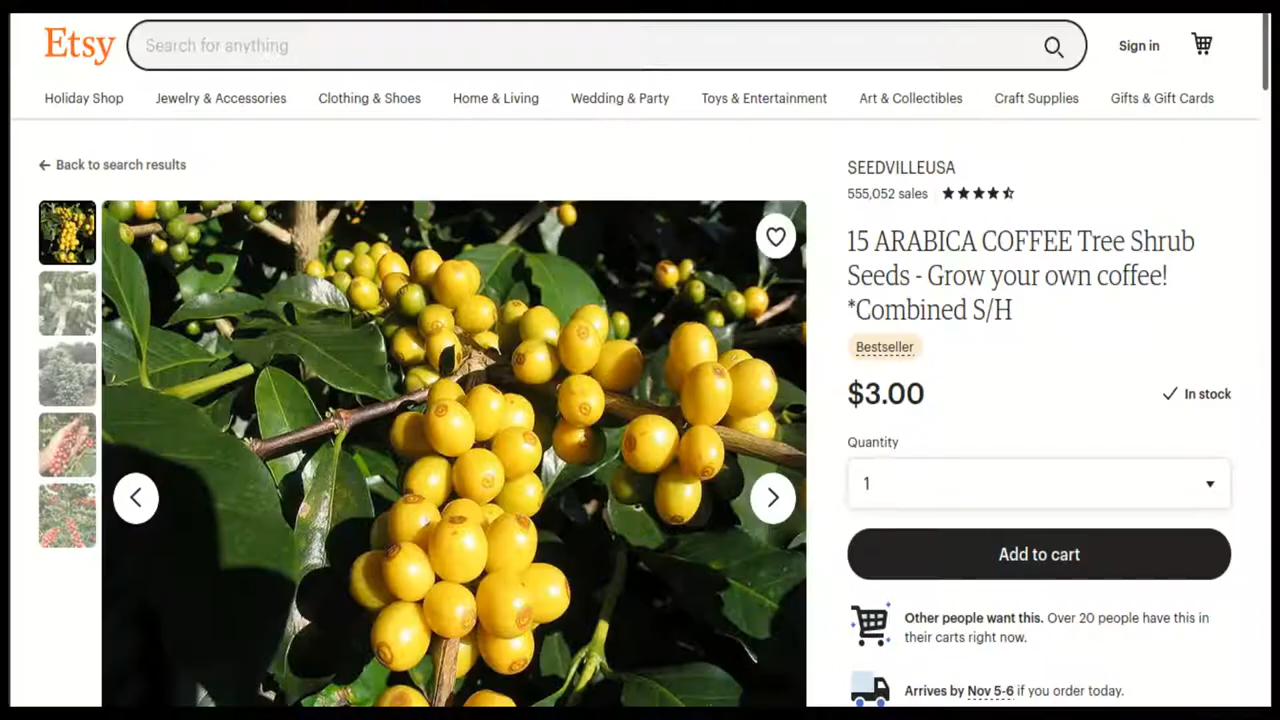 Etsy
Search for anything
Sign in
Holiday Shop
Jewelry & Accessories
Clothing & Shoes
Home & Living
Wedding & Party
Toys & Entertainment
Art & Collectibles
Craft Supplies
Gifts & Gift Cards
Back to search results
SEEDVILLEUSA
555,052 sales
15 ARABICA COFFEE Tree Shrub
Seeds - Grow your own coffee!
*Combined S/H
Bestseller
$3.00
In stock
Quantity
1
Add to cart
Other people want this. Over 20 people have this in
their carts right now.
Arrives by Nov 5-6 if you order today.